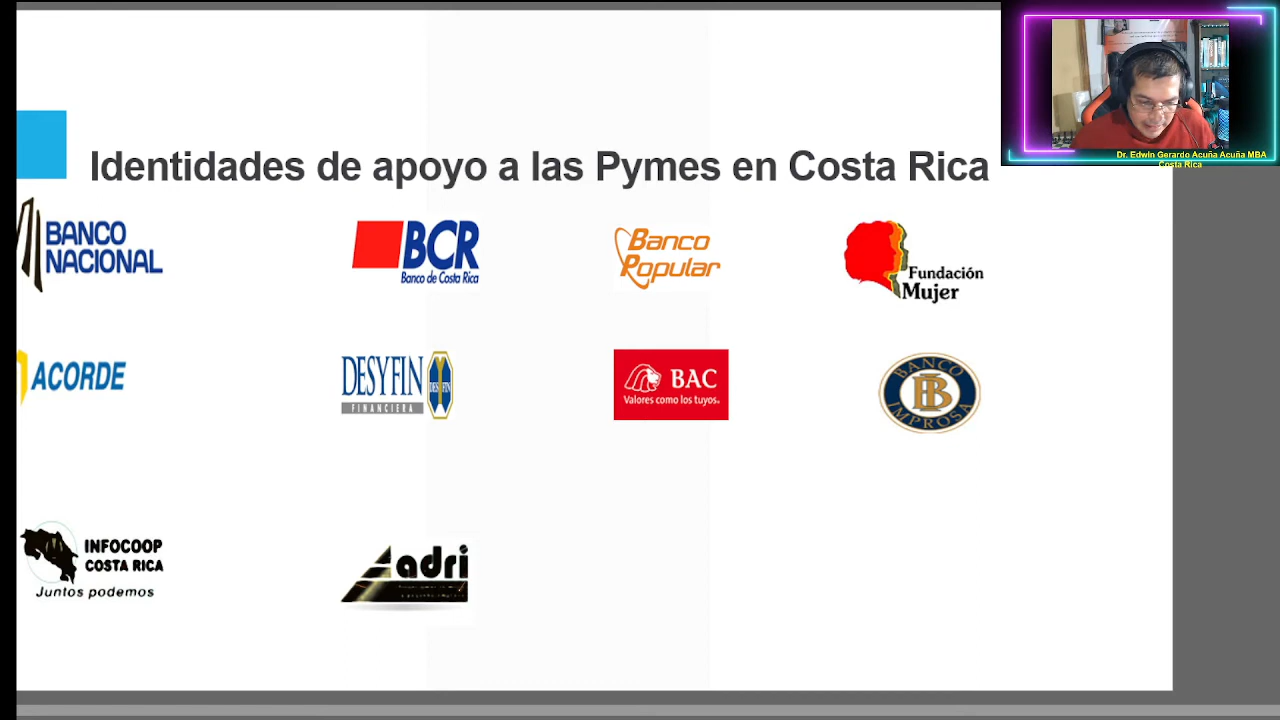 Identidades de apoyo a las Pymes en Costa Rica
Dr. Edwin Gerardo Acuña Acuña MBA
Costa Rica
BANCO
NACIONAL
BCR
Banco de Costa Rica
Banco
Popular
Fundación
Mujer
ACORDE
DESYFIN
FINANCIERA
DESYFIN
BAC
Valores como los tuyos.
BANCO
IB
IMPROSA
INFOCOOP
COSTA RICA
Juntos podemos
adri